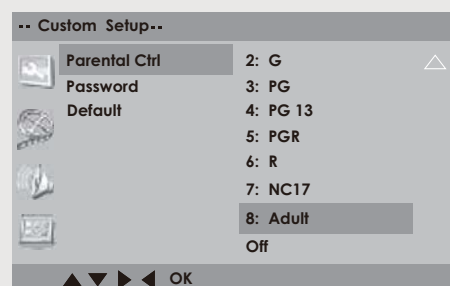 -- Custom Setup--
Parental Ctrl
Password
Default
2: G
3: PG
4: PG 13
5: PGR
6: R
7: NC17
8: Adult
Off
OK